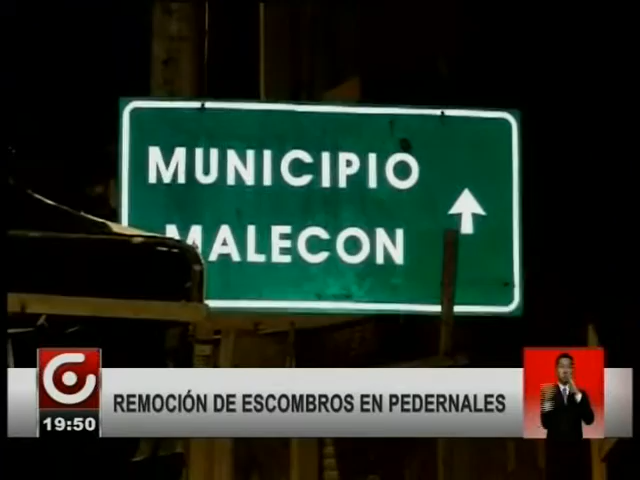 MUNICIPIO
MALECON
REMOCIÓN DE ESCOMBROS EN PEDERNALES
19:50